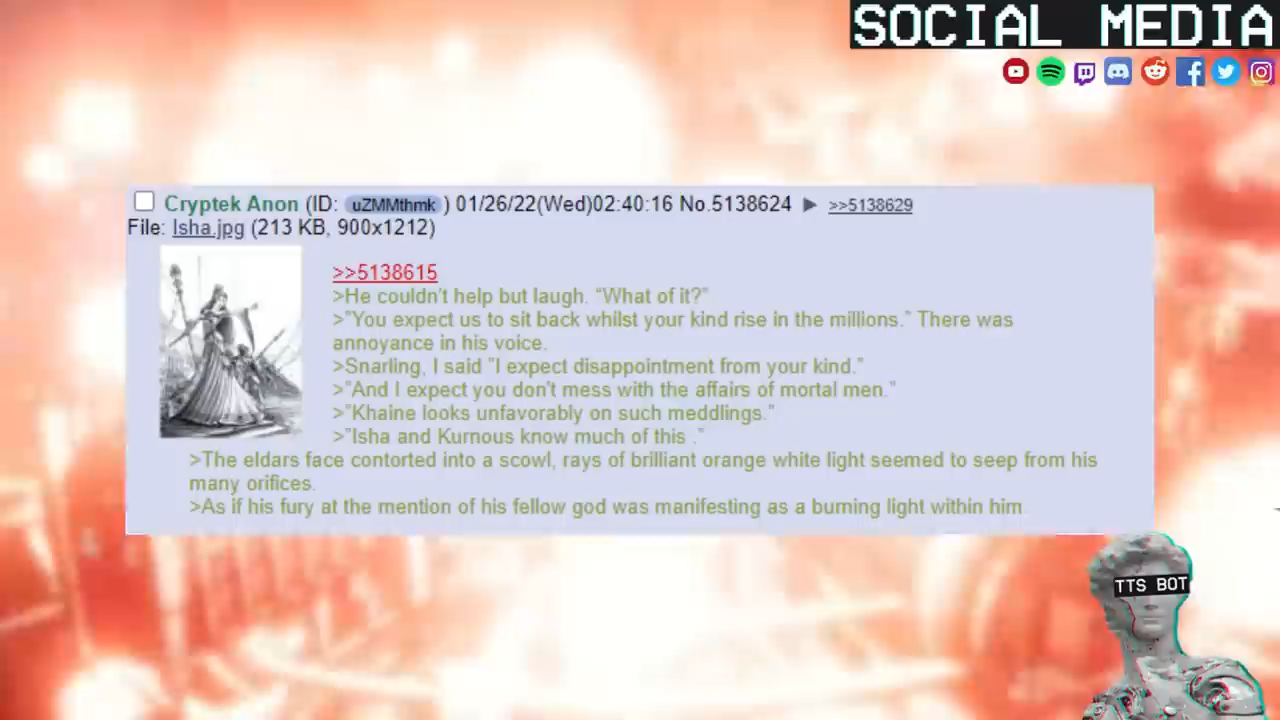 SOCIAL MEDIA
Cryptek Anon (ID: uZMMthmk ) 01/26/22(Wed)02:40:16 No.5138624 ▶ >>5138629
File: Isha.jpg (213 KB, 900x1212)
>>5138615
>He couldn't help but laugh. “What of it?”
>”You expect us to sit back whilst your kind rise in the millions.” There was
annoyance in his voice.
>Snarling, I said “I expect disappointment from your kind.”
>”And I expect you don't mess with the affairs of mortal men.”
>”Khaine looks unfavorably on such meddlings.”
>”Isha and Kurnous know much of this .”
>The eldars face contorted into a scowl, rays of brilliant orange white light seemed to seep from his
many orifices.
>As if his fury at the mention of his fellow god was manifesting as a burning light within him.
TTS BOT